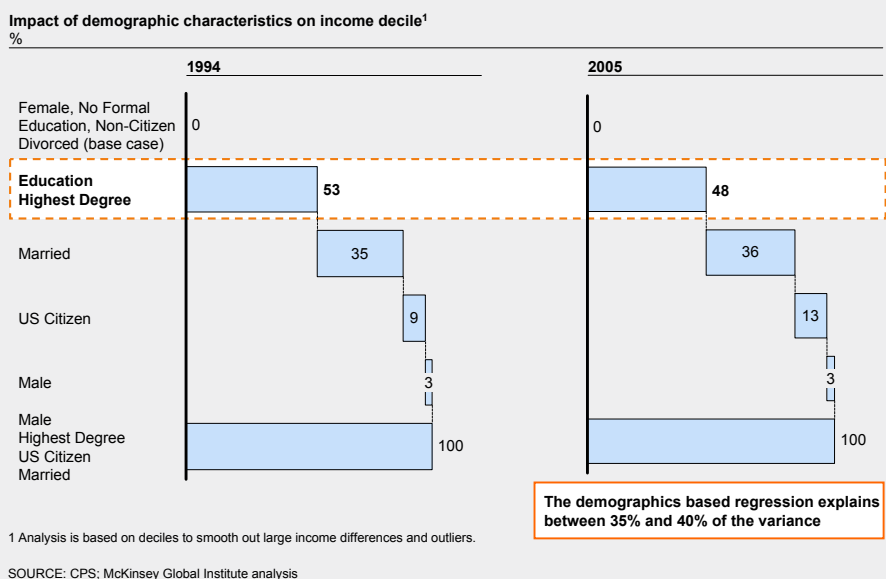 Impact of demographic characteristics on income decile¹
%
1994
2005
Female, No Formal
Education, Non-Citizen
Divorced (base case)
0
0
Education
Highest Degree
53
48
Married
35
36
US Citizen
9
13
Male
3
3
Male
Highest Degree
US Citizen
Married
100
100
The demographics based regression explains
between 35% and 40% of the variance
1 Analysis is based on deciles to smooth out large income differences and outliers.
SOURCE: CPS; McKinsey Global Institute analysis